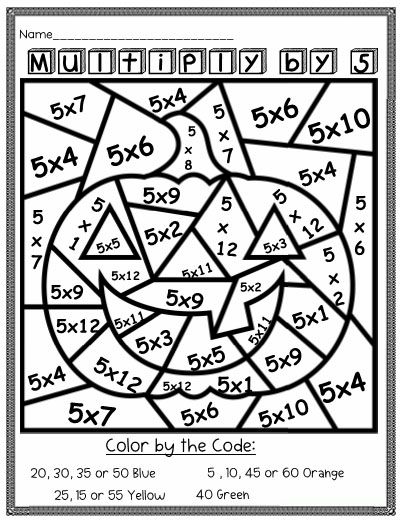 Name
Multiply by 5
5x7
5x4
5x6
5x10
5x4
5x6
5
x
8
5
x
7
5x4
5x9
5
x
7
5
x
1
5x5
5x2
5
x
12
5
x
12
5x3
5
x
6
5x12
5x11
5x2
5
x
2
5x9
5x9
5x12
5x11
5x3
5x11
5x1
5x5
5x9
5x4
5x12
5x12
5x1
5x4
5x7
5x6
5x10
Color by the Code:
20, 30, 35 or 50 Blue 5 , 10, 45 or 60 Orange
25, 15 or 55 Yellow 40 Green